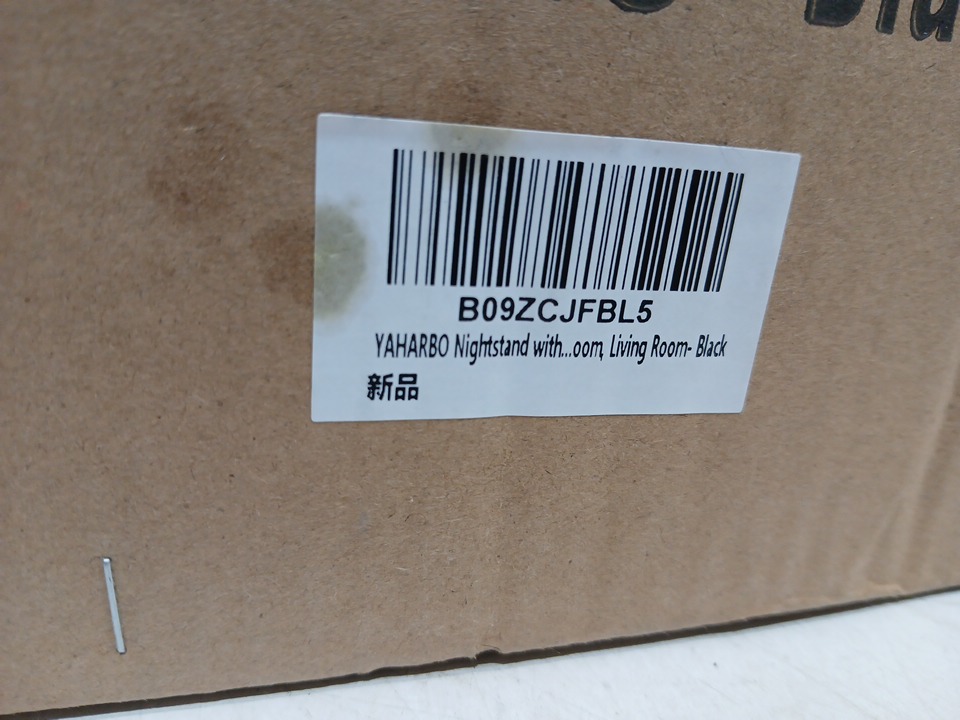 B09ZCJFBL5
YAHARBO Nightstand with...oom, Living Room- Black
新品